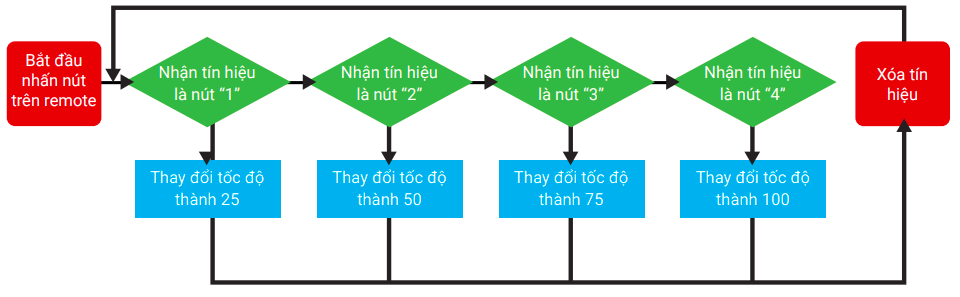 Bắt đầu
nhấn nút
trên remote
Nhận tín hiệu
là nút “1”
Nhận tín hiệu
là nút “2”
Nhận tín hiệu
là nút “3”
Nhận tín hiệu
là nút “4”
Xóa tín
hiệu
Thay đổi tốc độ
thành 25
Thay đổi tốc độ
thành 50
Thay đổi tốc độ
thành 75
Thay đổi tốc độ
thành 100